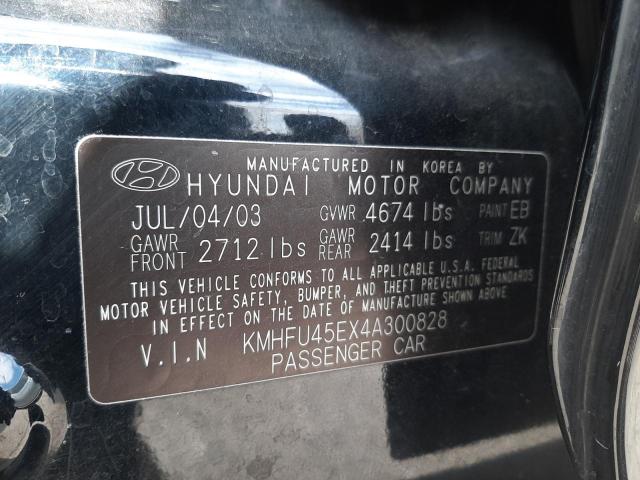 MANUFACTURED IN KOREA BY
HYUNDAI MOTOR COMPANY
JUL/04/03 GVWR 4674 lbs PAINT EB
GAWR FRONT 2712 lbs GAWR REAR 2414 lbs TRIM ZK
THIS VEHICLE CONFORMS TO ALL APPLICABLE U.S.A. FEDERAL
MOTOR VEHICLE SAFETY, BUMPER, AND THEFT STANDARDS
IN EFFECT ON THE DATE OF MANUFACTURE SHOWN ABOVE.
V.I.N KMHFU45EX4A300828
PASSENGER CAR